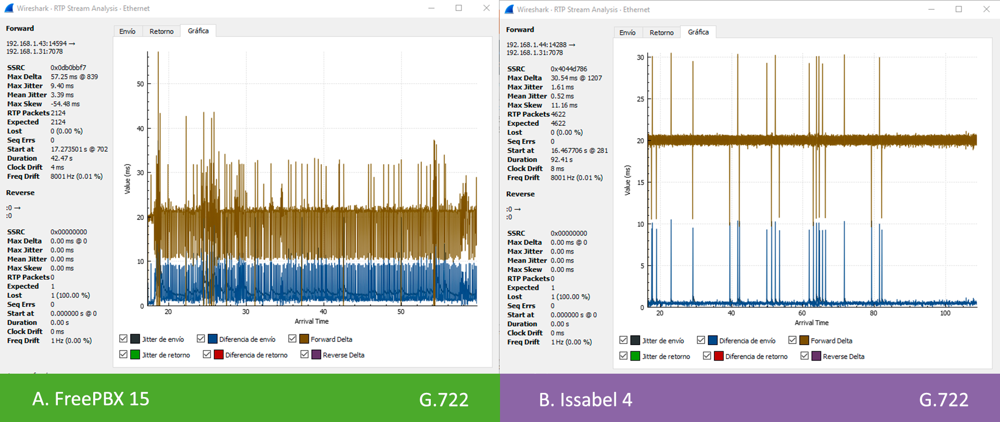 Wireshark · RTP Stream Analysis · Ethernet
Forward
192.168.1.43:14594 →
192.168.1.31:7078
SSRC 0x0db0bbf7
Max Delta 57.25 ms @ 839
Max Jitter 9.40 ms
Mean Jitter 3.39 ms
Max Skew -54.48 ms
RTP Packets 2124
Expected 2124
Lost 0 (0.00 %)
Seq Errs 0
Start at 17.273501 s @ 702
Duration 42.47 s
Clock Drift 4 ms
Freq Drift 8001 Hz (0.01 %)
Reverse
:0 →
:0
SSRC 0x00000000
Max Delta 0.00 ms @ 0
Max Jitter 0.00 ms
Mean Jitter 0.00 ms
Max Skew 0.00 ms
RTP Packets 0
Expected 1
Lost 1 (100.00 %)
Seq Errs 0
Start at 0.000000 s @ 0
Duration 0.00 s
Clock Drift 0 ms
Freq Drift 1 Hz (0.00 %)
Envío Retorno Gráfica
50
40
30
20
10
0
Value (ms)
20 30 40 50
Arrival Time
Jitter de envío Diferencia de envío Forward Delta
Jitter de retorno Diferencia de retorno Reverse Delta
A. FreePBX 15 G.722
Wireshark · RTP Stream Analysis · Ethernet
Forward
192.168.1.44:14288 →
192.168.1.31:7078
SSRC 0x4044d786
Max Delta 30.54 ms @ 1207
Max Jitter 1.61 ms
Mean Jitter 0.52 ms
Max Skew 11.16 ms
RTP Packets 4622
Expected 4622
Lost 0 (0.00 %)
Seq Errs 0
Start at 16.467706 s @ 281
Duration 92.41 s
Clock Drift 8 ms
Freq Drift 8001 Hz (0.01 %)
Reverse
:0 →
:0
SSRC 0x00000000
Max Delta 0.00 ms @ 0
Max Jitter 0.00 ms
Mean Jitter 0.00 ms
Max Skew 0.00 ms
RTP Packets 0
Expected 1
Lost 1 (100.00 %)
Seq Errs 0
Start at 0.000000 s @ 0
Duration 0.00 s
Clock Drift 0 ms
Freq Drift 1 Hz (0.00 %)
Envío Retorno Gráfica
30
25
20
15
10
5
0
Value (ms)
20 40 60 80 100
Arrival Time
Jitter de envío Diferencia de envío Forward Delta
Jitter de retorno Diferencia de retorno Reverse Delta
B. Issabel 4 G.722